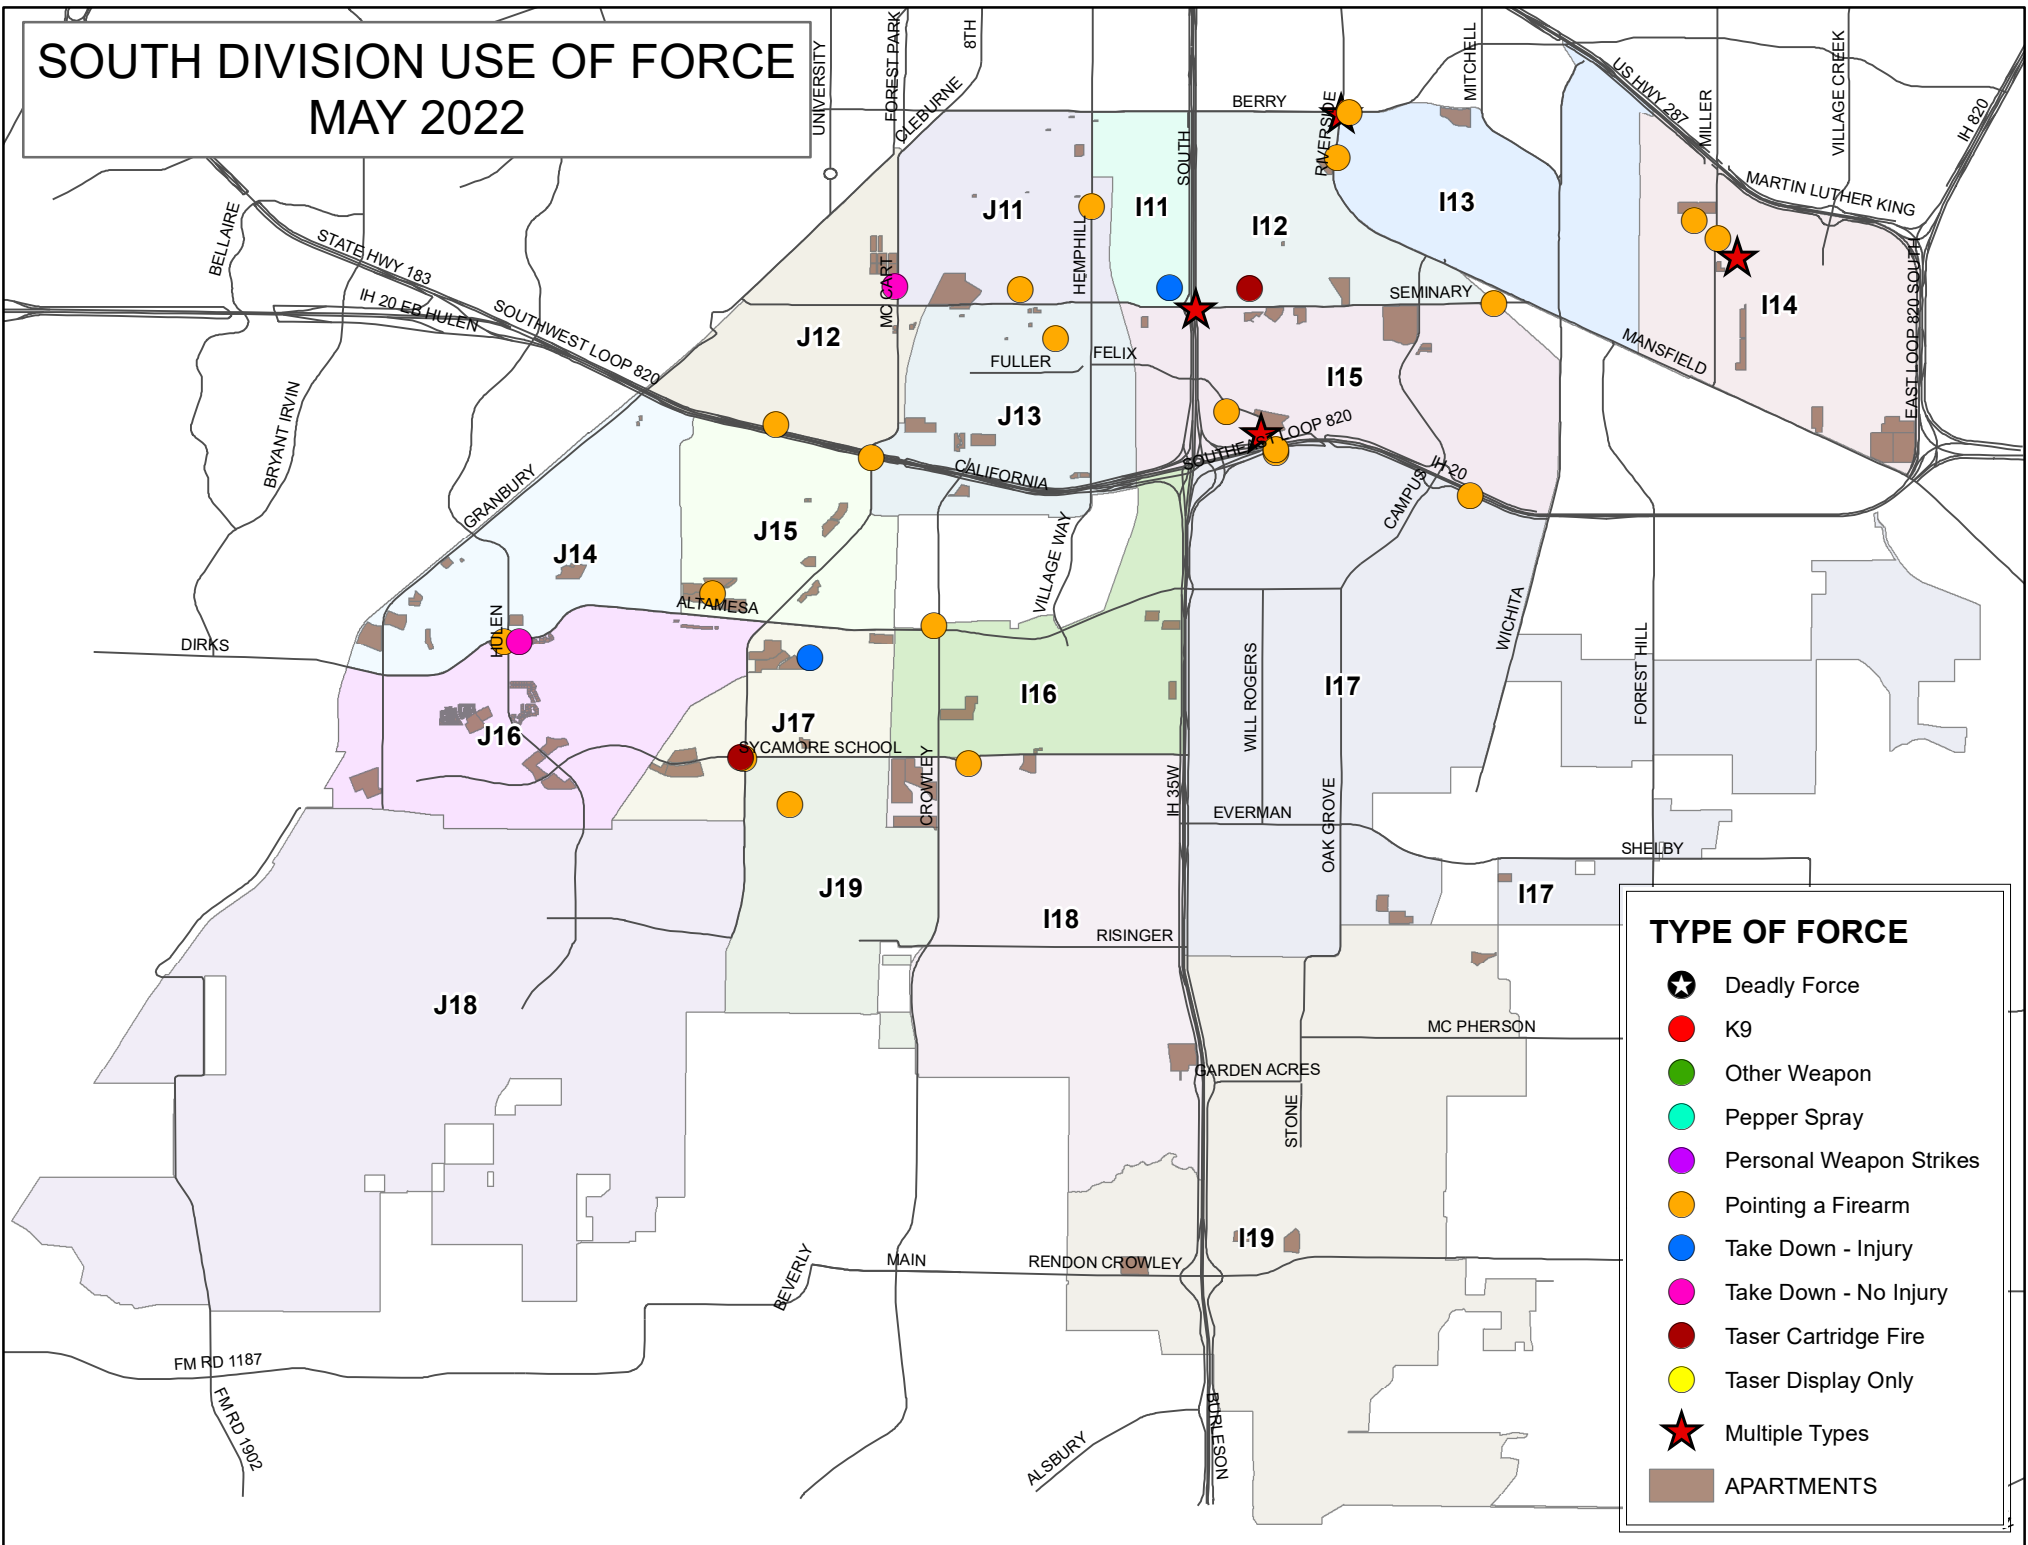 SOUTH DIVISION USE OF FORCE
MAY 2022
UNIVERSITY
FOREST PARK
8TH
CLEBURNE
BERRY
RIVERSIDE
MITCHELL
US HWY 287
MILLER
VILLAGE CREEK
IH 820
SOUTH
MARTIN LUTHER KING
BELLAIRE
STATE HWY 183
IH 20 EB HULEN
SOUTHWEST LOOP 820
J11
I11
I12
I13
HEMPHILL
MC CART
SEMINARY
I14
EAST LOOP 820 SOUTH
MANSFIELD
J12
FULLER
FELIX
I15
J13
BRYANT IRVIN
GRANBURY
CALIFORNIA
SOUTHEAST LOOP 820
IH 20
CAMPUS
J15
J14
VILLAGE WAY
ALTAMESA
HULEN
DIRKS
WICHITA
FOREST HILL
WILL ROGERS
I17
I16
J17
J16
SYCAMORE SCHOOL
CROWLEY
IH 35W
EVERMAN
OAK GROVE
SHELBY
J19
I17
I18
RISINGER
J18
MC PHERSON
GARDEN ACRES
STONE
I19
BEVERLY
MAIN
RENDON CROWLEY
FM RD 1187
FM RD 1902
ALSBURY
BURLESON
TYPE OF FORCE
Deadly Force
K9
Other Weapon
Pepper Spray
Personal Weapon Strikes
Pointing a Firearm
Take Down - Injury
Take Down - No Injury
Taser Cartridge Fire
Taser Display Only
Multiple Types
APARTMENTS